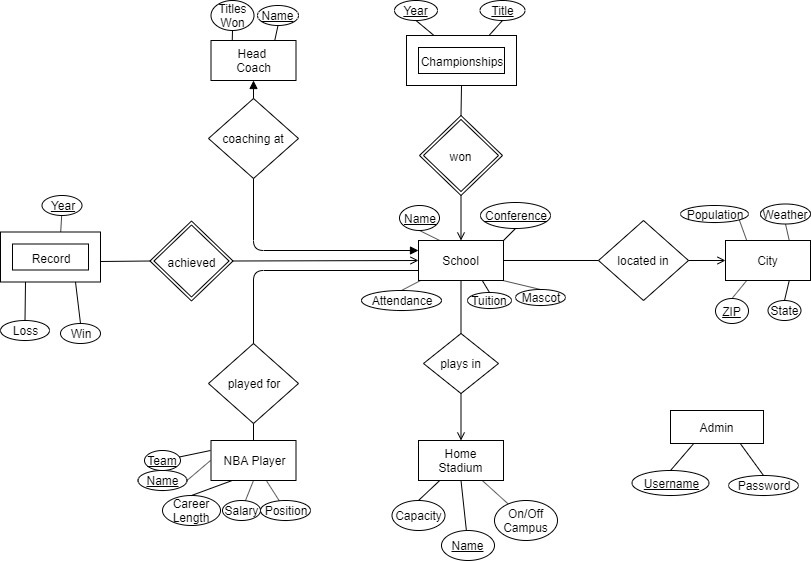 Titles
Won
Name
Year
Title
Head
Coach
Championships
coaching at
won
Year
Name
Conference
Population
Weather
Record
achieved
School
located in
City
Attendance
Tuition
Mascot
ZIP
State
Loss
Win
played for
plays in
Admin
Team
Name
NBA Player
Home
Stadium
Username
Password
Career
Length
Salary
Position
Capacity
Name
On/Off
Campus